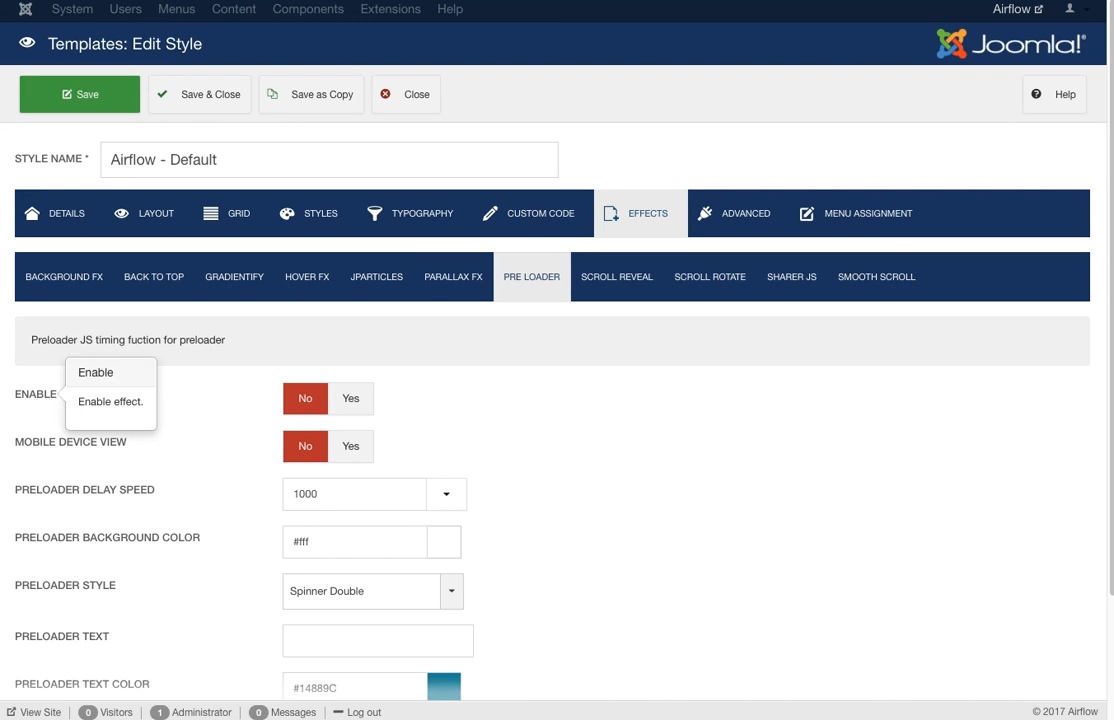 System Users Menus Content Components Extensions Help Airflow
Templates: Edit Style Joomla!®
Save Save & Close Save as Copy Close Help
STYLE NAME * Airflow - Default
DETAILS LAYOUT GRID STYLES TYPOGRAPHY CUSTOM CODE EFFECTS ADVANCED MENU ASSIGNMENT
BACKGROUND FX BACK TO TOP GRADIENTIFY HOVER FX JPARTICLES PARALLAX FX PRE LOADER SCROLL REVEAL SCROLL ROTATE SHARER JS SMOOTH SCROLL
Preloader JS timing fuction for preloader
Enable
ENABLE No Yes
Enable effect.
MOBILE DEVICE VIEW No Yes
PRELOADER DELAY SPEED 1000
PRELOADER BACKGROUND COLOR #fff
PRELOADER STYLE Spinner Double
PRELOADER TEXT
PRELOADER TEXT COLOR #14889C
View Site 0 Visitors 1 Administrator 0 Messages Log out © 2017 Airflow